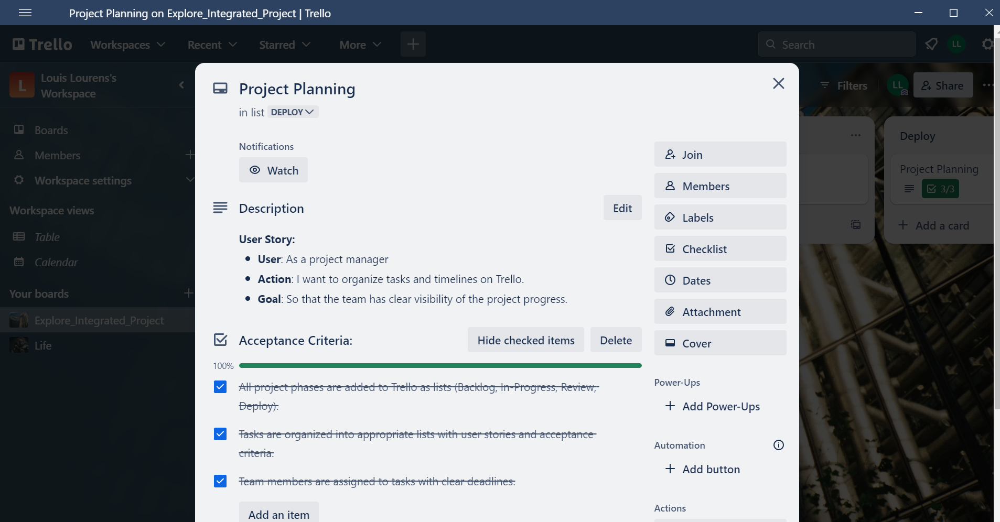 Project Planning on Explore_Integrated_Project | Trello
Trello
Workspaces
Recent
Starred
More
Search
LL
L
Louis Lourens's
Workspace
Boards
Members
Workspace settings
Workspace views
Table
Calendar
Your boards
Explore_Integrated_Project
Life
Project Planning
in list DEPLOY
Notifications
Watch
Description
Edit
User Story:
User: As a project manager
Action: I want to organize tasks and timelines on Trello.
Goal: So that the team has clear visibility of the project progress.
Acceptance Criteria:
Hide checked items
Delete
100%
All project phases are added to Trello as lists (Backlog, In-Progress, Review,
Deploy).
Tasks are organized into appropriate lists with user stories and acceptance
criteria.
Team members are assigned to tasks with clear deadlines.
Add an item
Join
Members
Labels
Checklist
Dates
Attachment
Cover
Power-Ups
Add Power-Ups
Automation
Add button
Actions
Filters
LL
Share
Deploy
Project Planning
3/3
Add a card